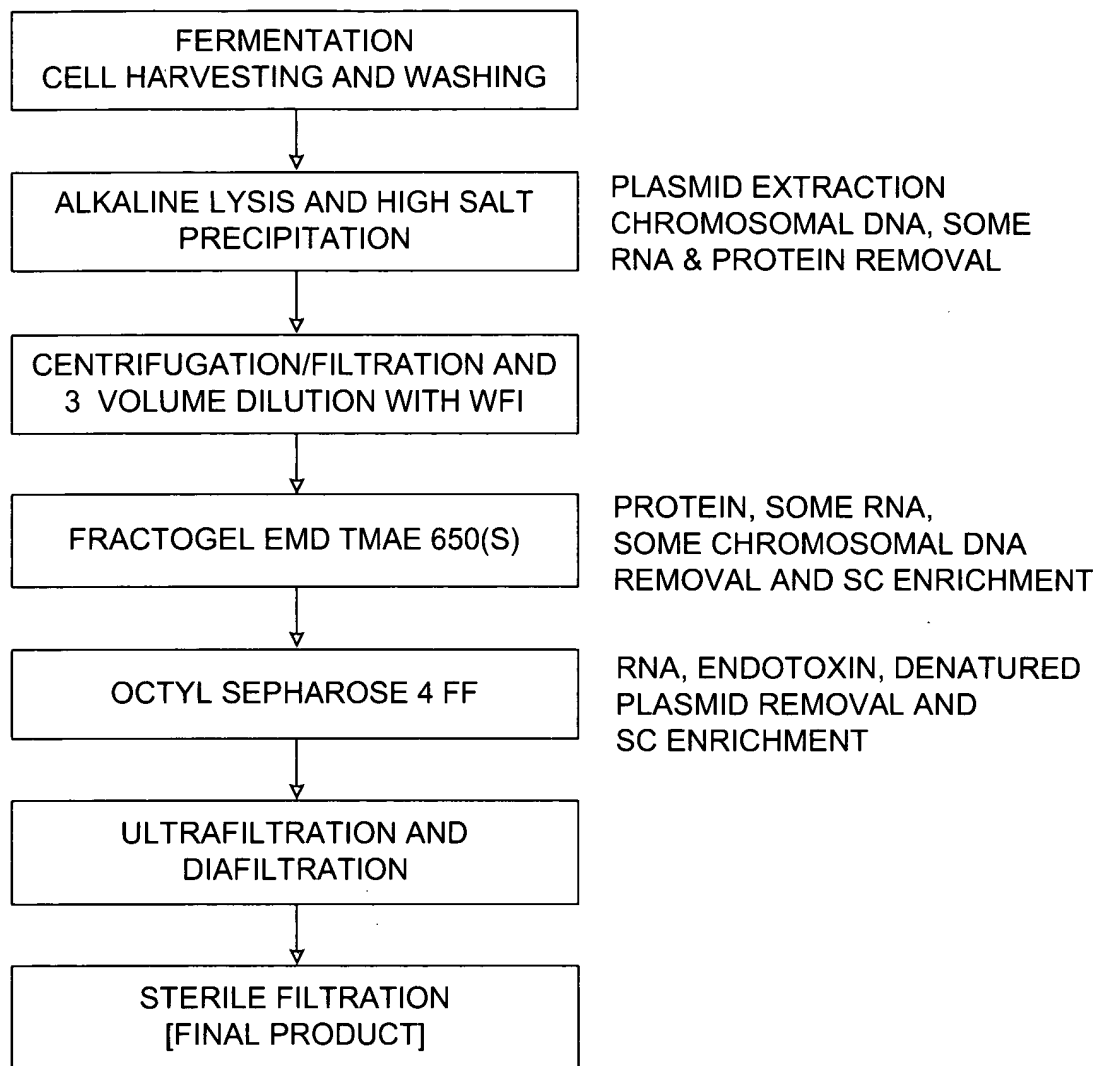 FERMENTATION
CELL HARVESTING AND WASHING
ALKALINE LYSIS AND HIGH SALT
PRECIPITATION
PLASMID EXTRACTION
CHROMOSOMAL DNA, SOME
RNA & PROTEIN REMOVAL
CENTRIFUGATION/FILTRATION AND
3 VOLUME DILUTION WITH WFI
FRACTOGEL EMD TMAE 650(S)
PROTEIN, SOME RNA,
SOME CHROMOSOMAL DNA
REMOVAL AND SC ENRICHMENT
OCTYL SEPHAROSE 4 FF
RNA, ENDOTOXIN, DENATURED
PLASMID REMOVAL AND
SC ENRICHMENT
ULTRAFILTRATION AND
DIAFILTRATION
STERILE FILTRATION
[FINAL PRODUCT]